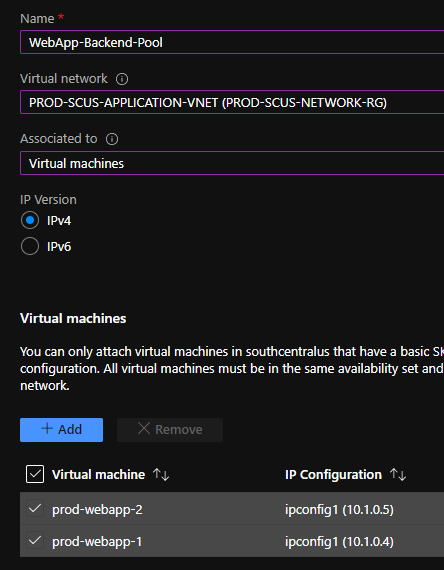 Name *
WebApp-Backend-Pool
Virtual network
PROD-SCUS-APPLICATION-VNET (PROD-SCUS-NETWORK-RG)
Associated to
Virtual machines
IP Version
IPv4
IPv6
Virtual machines
You can only attach virtual machines in southcentralus that have a basic SK
configuration. All virtual machines must be in the same availability set and
network.
+ Add
Remove
Virtual machine ↑↓ IP Configuration ↑↓
prod-webapp-2 ipconfig1 (10.1.0.5)
prod-webapp-1 ipconfig1 (10.1.0.4)